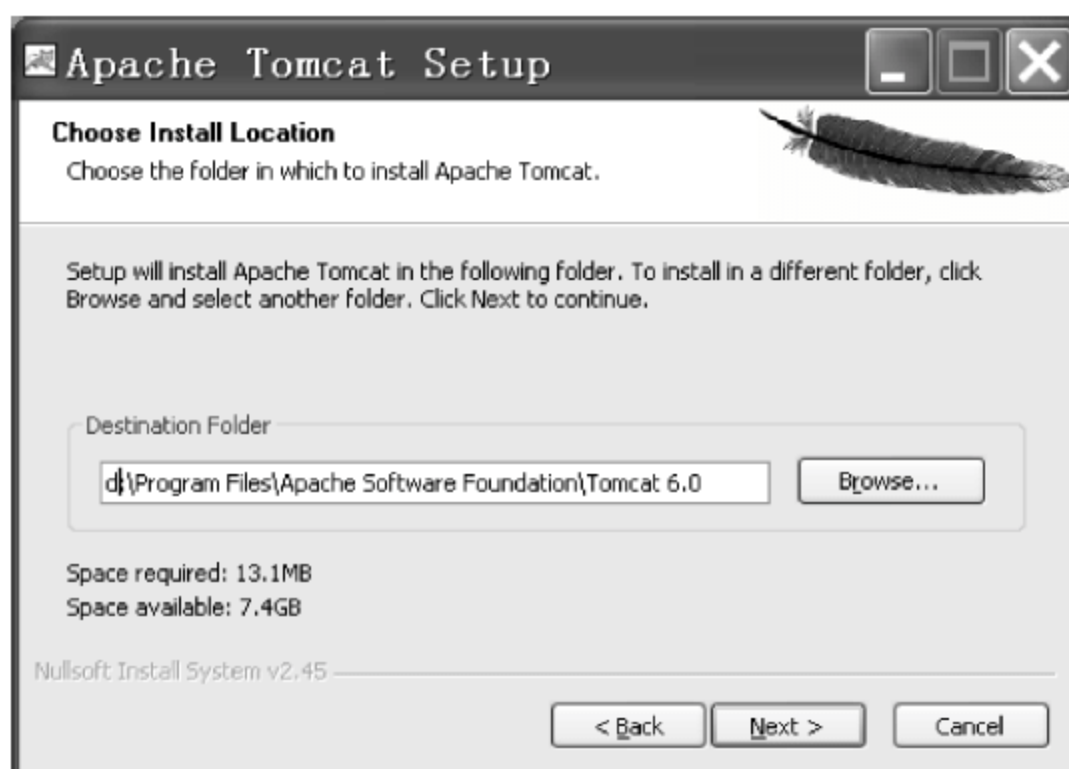 Apache Tomcat Setup
Choose Install Location
Choose the folder in which to install Apache Tomcat.
Setup will install Apache Tomcat in the following folder. To install in a different folder, click
Browse and select another folder. Click Next to continue.
Destination Folder
d:\Program Files\Apache Software Foundation\Tomcat 6.0
Browse...
Space required: 13.1MB
Space available: 7.4GB
Nullsoft Install System v2.45
< Back
Next >
Cancel